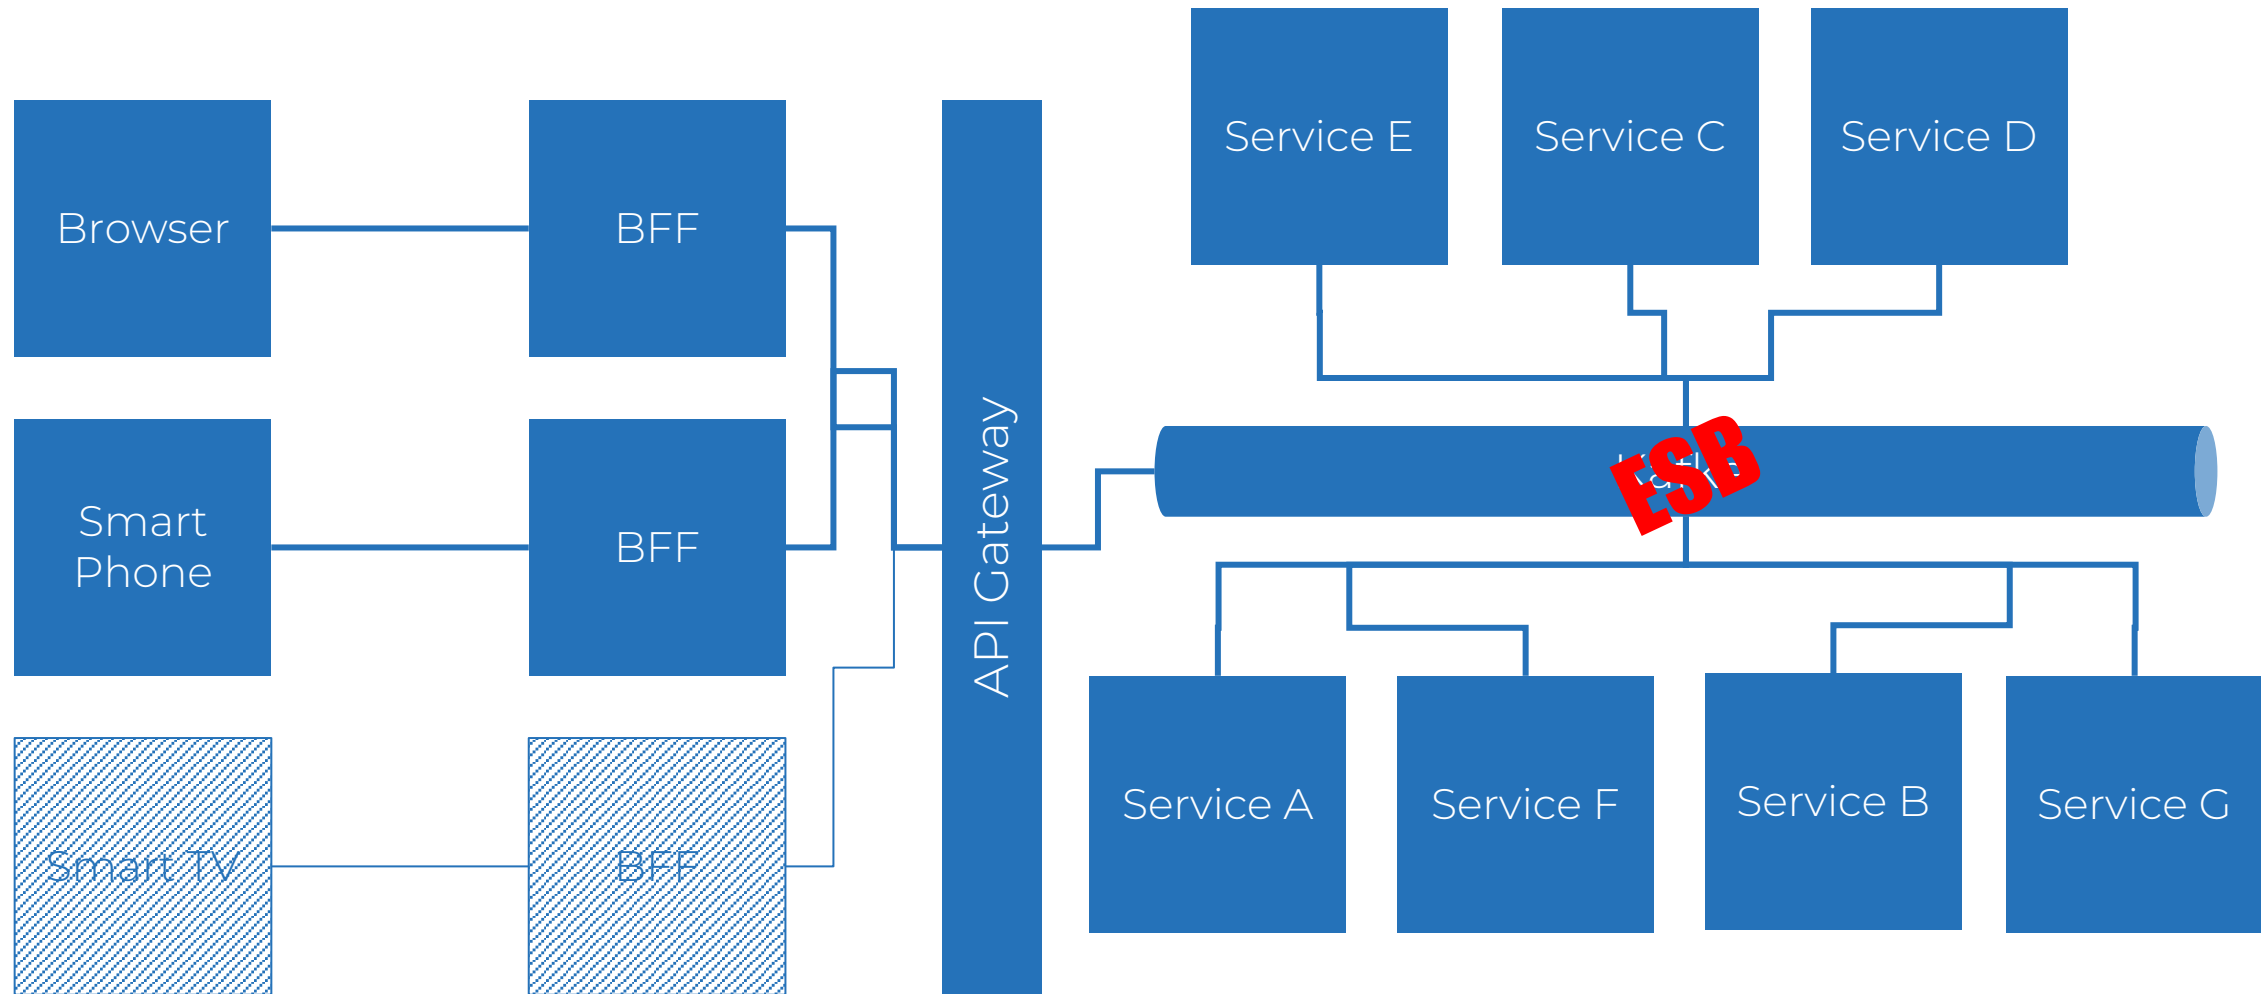 Service E
Service C
Service D
Browser
BFF
API Gateway
ESB
Smart
Phone
BFF
Service A
Service F
Service B
Service G
Smart TV
BFF